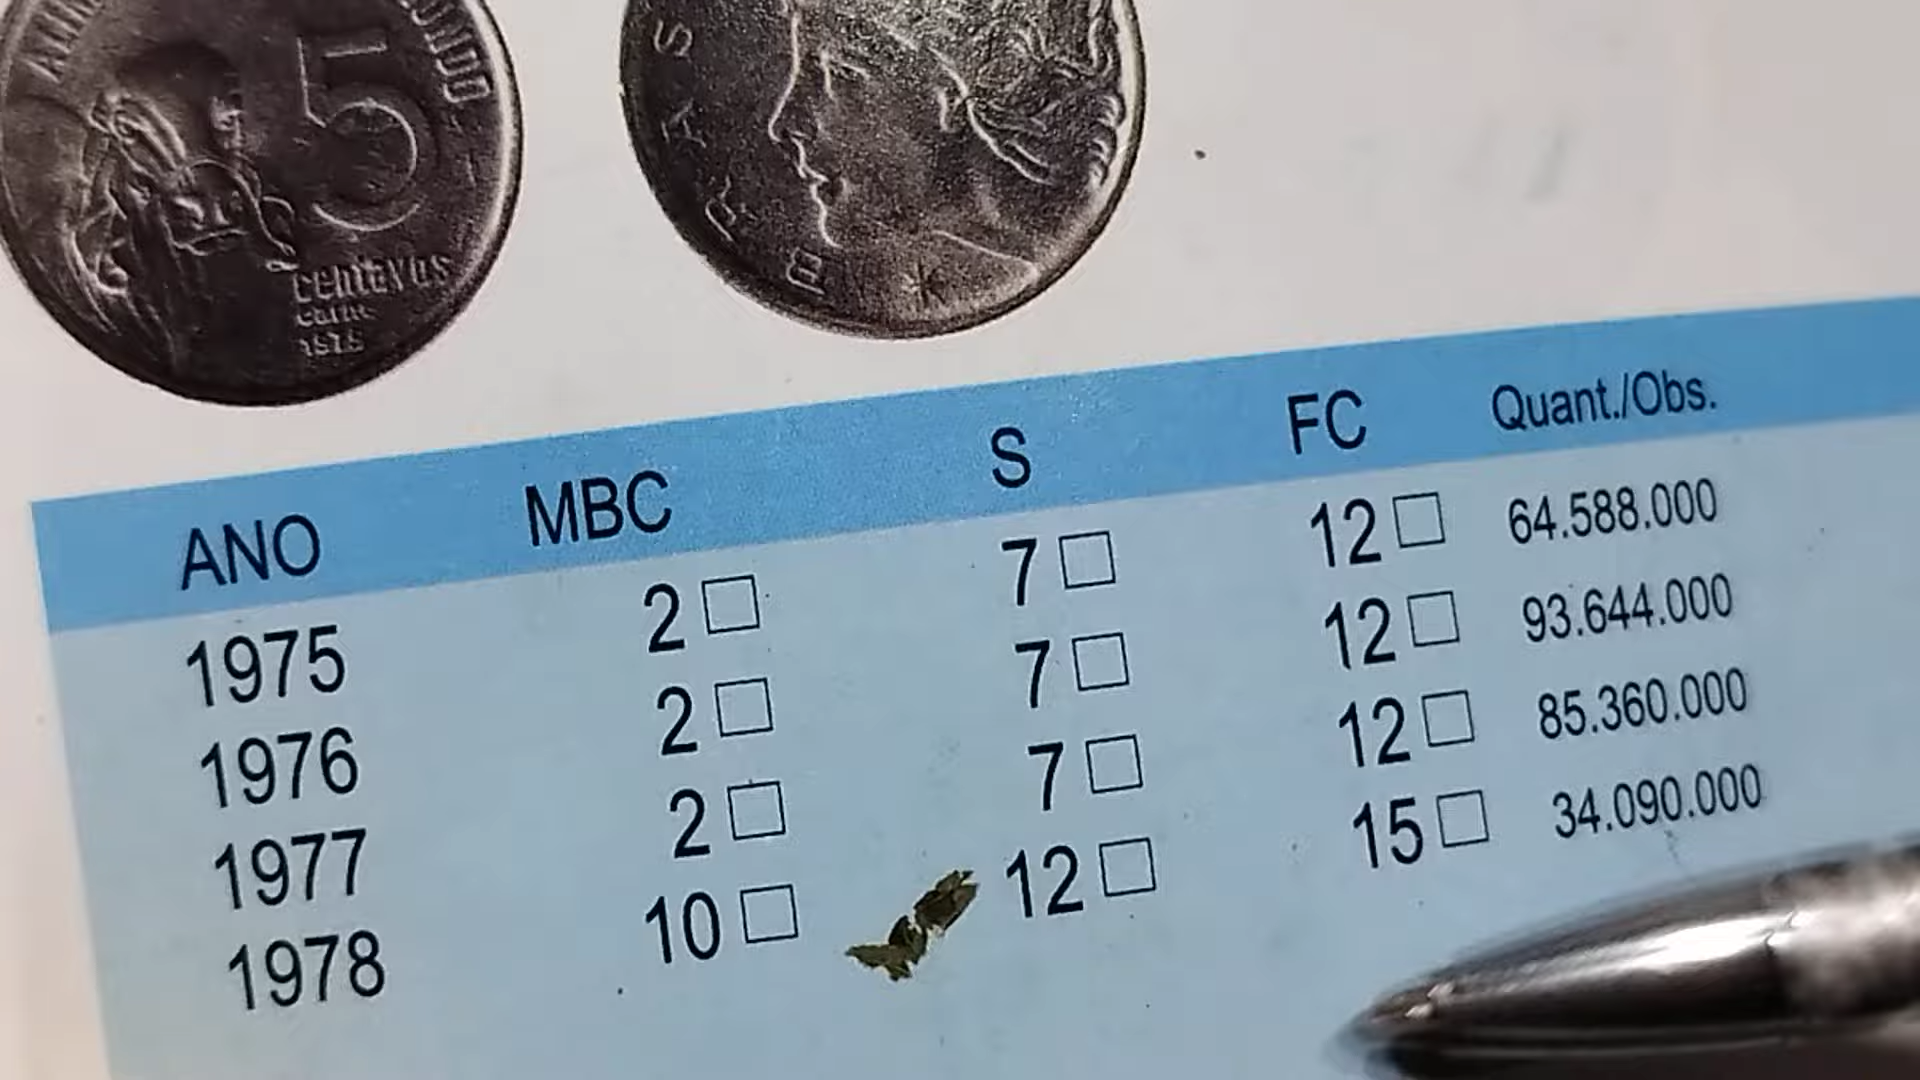 5
centavos
BRAS
ANO MBC S FC Quant./Obs.
1975 2 7 12 64.588.000
1976 2 7 12 93.644.000
1977 2 7 12 85.360.000
1978 10 12 15 34.090.000